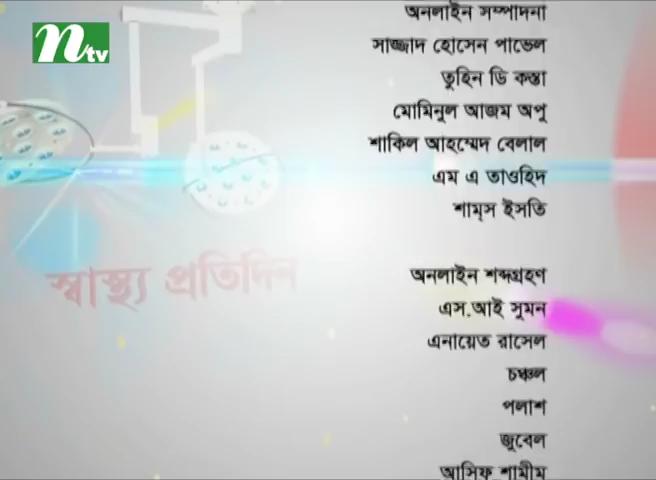 ntv
অনলাইন সম্পাদনা
সাজ্জাদ হোসেন পাভেল
তুহিন ডি কস্তা
মোমিনুল আজম অপু
শাকিল আহম্মেদ বেলাল
এম এ তাওহিদ
শাম্‌স ইসতি
স্বাস্থ্য প্রতিদিন
অনলাইন শব্দগ্রহণ
এস.আই সুমন
এনায়েত রাসেল
চঞ্চল
পলাশ
জুবেল
আসিফ শামীম